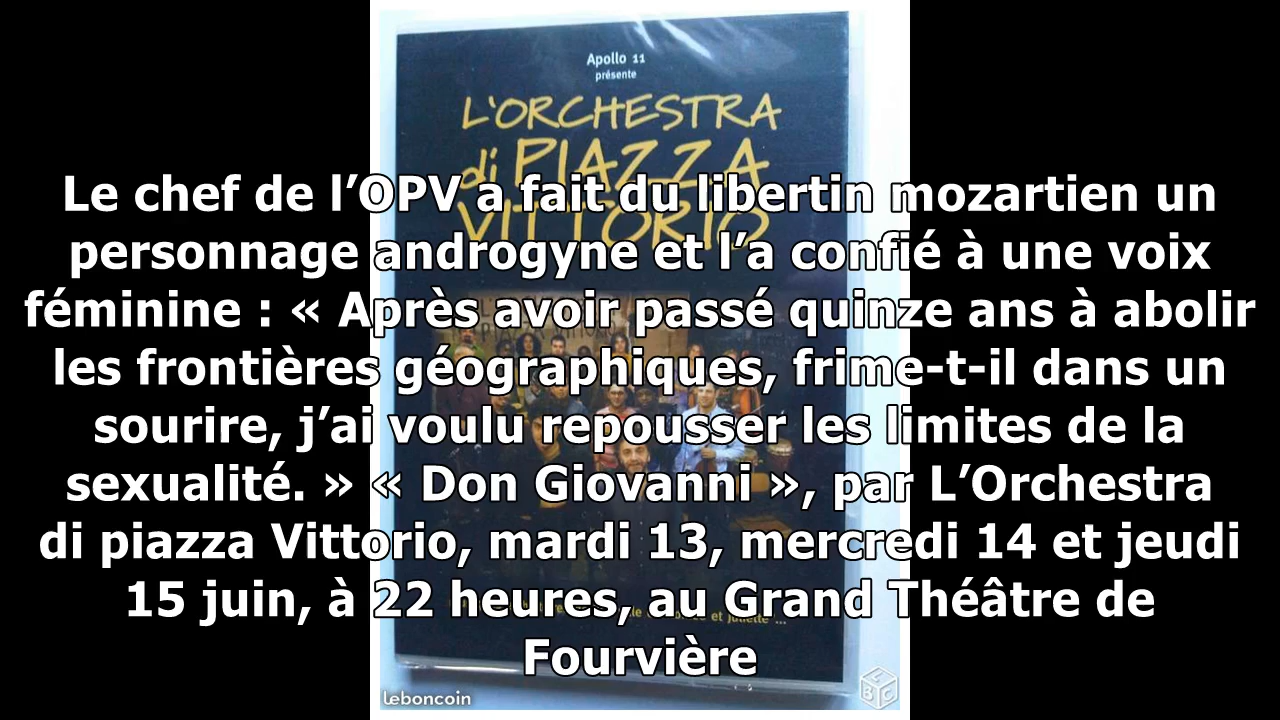 Apollo 11
présente
L'ORCHESTRA
di PIAZZA
VITTORIO
Le chef de l’OPV a fait du libertin mozartien un
personnage androgyne et l’a confié à une voix
féminine : « Après avoir passé quinze ans à abolir
les frontières géographiques, frime-t-il dans un
sourire, j’ai voulu repousser les limites de la
sexualité. » « Don Giovanni », par L’Orchestra
di piazza Vittorio, mardi 13, mercredi 14 et jeudi
15 juin, à 22 heures, au Grand Théâtre de
Fourvière
et Juliette ...
leboncoin
LBC